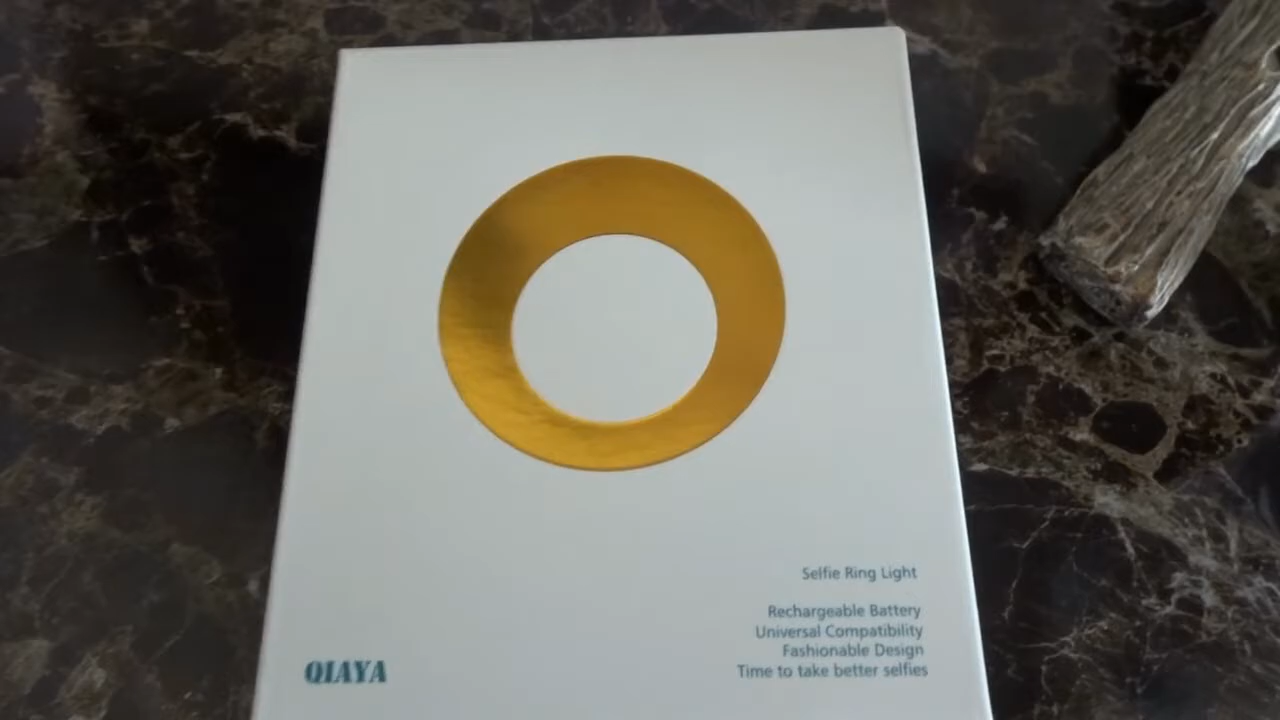 Selfie Ring Light
Rechargeable Battery
Universal Compatibility
Fashionable Design
Time to take better selfies
QIAYA